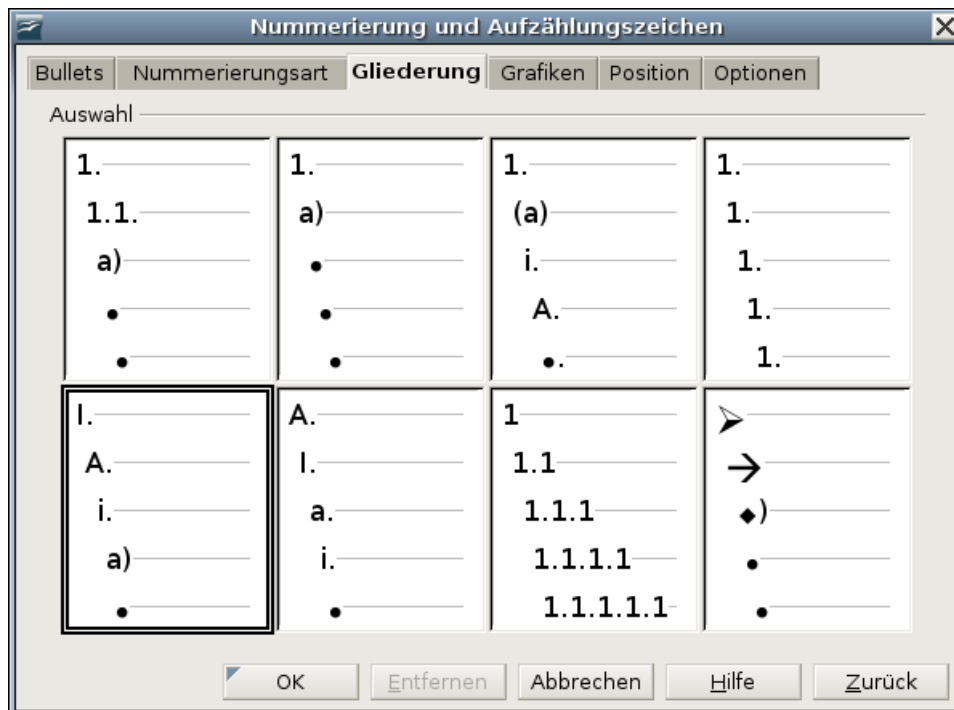 Nummerierung und Aufzählungszeichen
Bullets Nummerierungsart Gliederung Grafiken Position Optionen
Auswahl
1.
1.1.
a)
•
•
1.
a)
•
•
•
1.
(a)
i.
A.
•.
1.
1.
1.
1.
1.
I.
A.
i.
a)
•
A.
I.
a.
i.
•
1
1.1
1.1.1
1.1.1.1
1.1.1.1.1
➢
→
◆)
•
•
OK Entfernen Abbrechen Hilfe Zurück